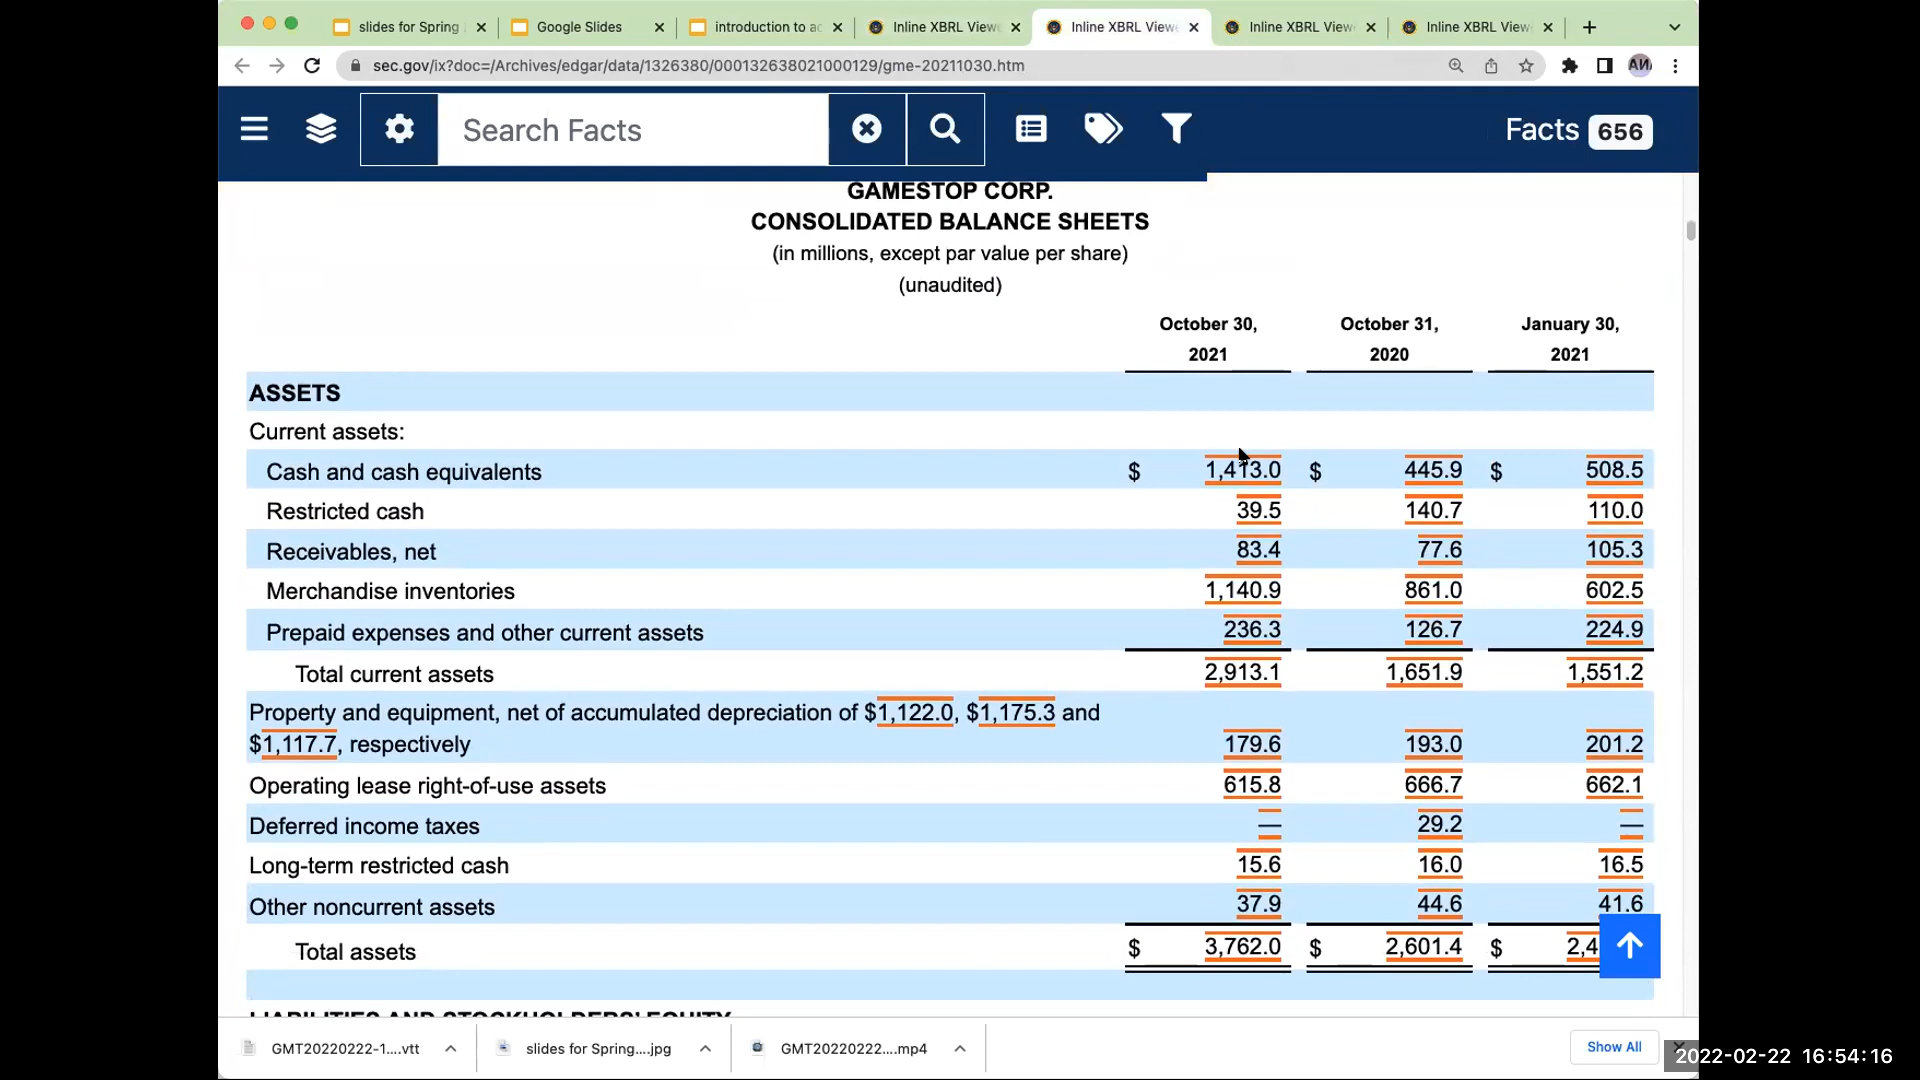 slides for Spring
Google Slides
introduction to ac
Inline XBRL View
Inline XBRL View
Inline XBRL View
Inline XBRL View
sec.gov/ix?doc=/Archives/edgar/data/1326380/000132638021000129/gme-20211030.htm
Search Facts
Facts 656
GAMESTOP CORP.
CONSOLIDATED BALANCE SHEETS
(in millions, except par value per share)
(unaudited)
October 30, October 31, January 30,
2021 2020 2021
ASSETS
Current assets:
Cash and cash equivalents $ 1,413.0 $ 445.9 $ 508.5
Restricted cash 39.5 140.7 110.0
Receivables, net 83.4 77.6 105.3
Merchandise inventories 1,140.9 861.0 602.5
Prepaid expenses and other current assets 236.3 126.7 224.9
Total current assets 2,913.1 1,651.9 1,551.2
Property and equipment, net of accumulated depreciation of $1,122.0, $1,175.3 and
$1,117.7, respectively 179.6 193.0 201.2
Operating lease right-of-use assets 615.8 666.7 662.1
Deferred income taxes — 29.2 —
Long-term restricted cash 15.6 16.0 16.5
Other noncurrent assets 37.9 44.6 41.6
Total assets $ 3,762.0 $ 2,601.4 $ 2,4
LIABILITIES AND STOCKHOLDERS' EQUITY
GMT20220222-1....vtt
slides for Spring....jpg
GMT20220222....mp4
Show All
2022-02-22 16:54:16